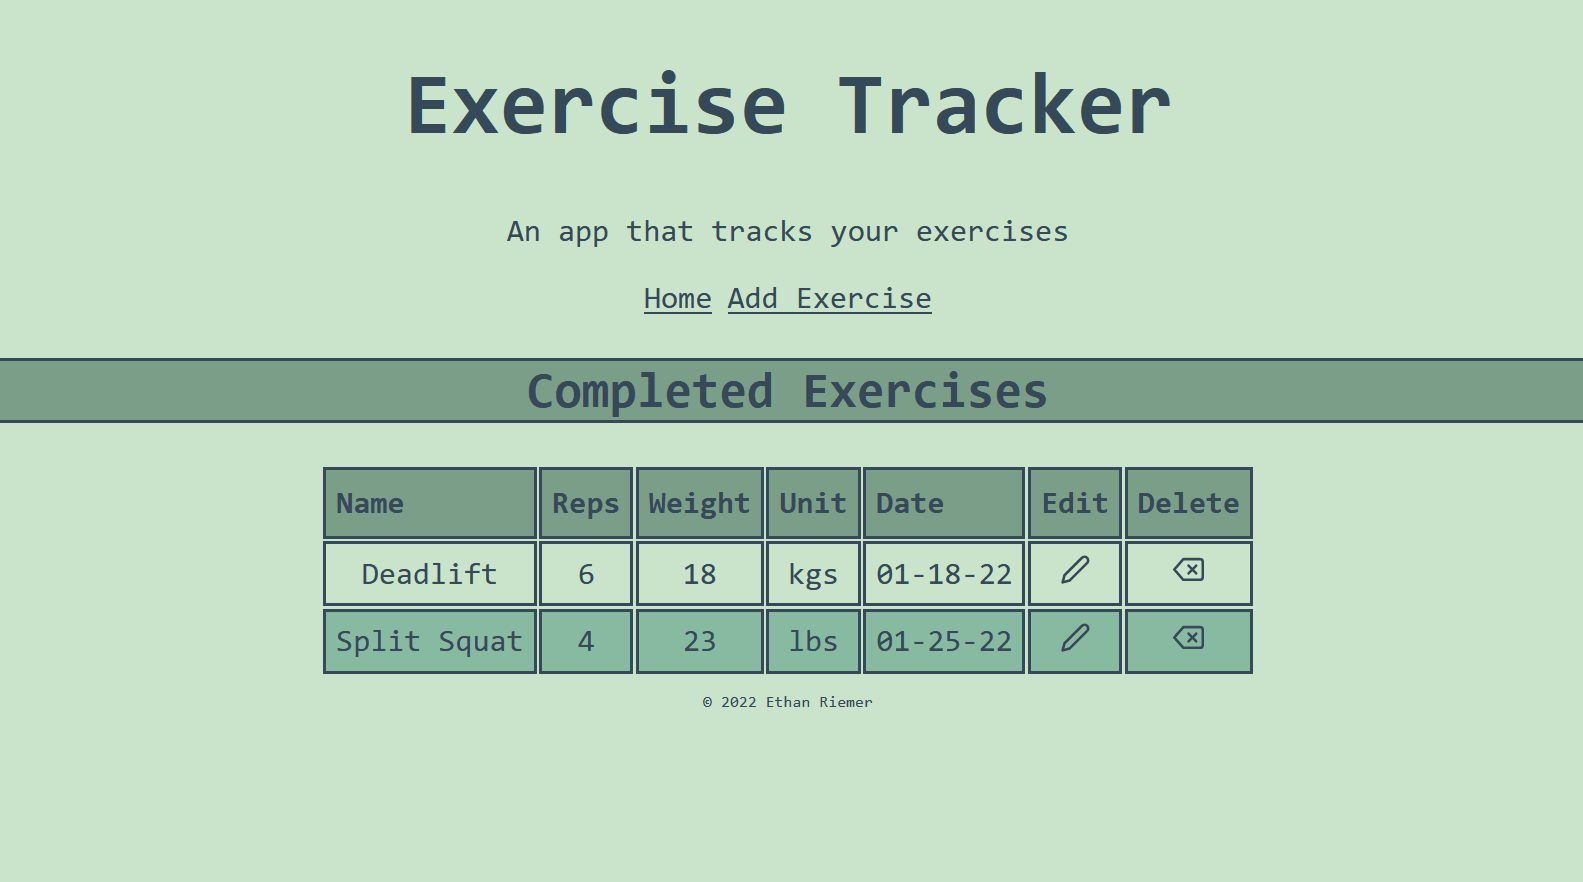 Exercise Tracker
An app that tracks your exercises
Home Add Exercise
Completed Exercises
Name Reps Weight Unit Date Edit Delete
Deadlift 6 18 kgs 01-18-22
Split Squat 4 23 lbs 01-25-22
© 2022 Ethan Riemer